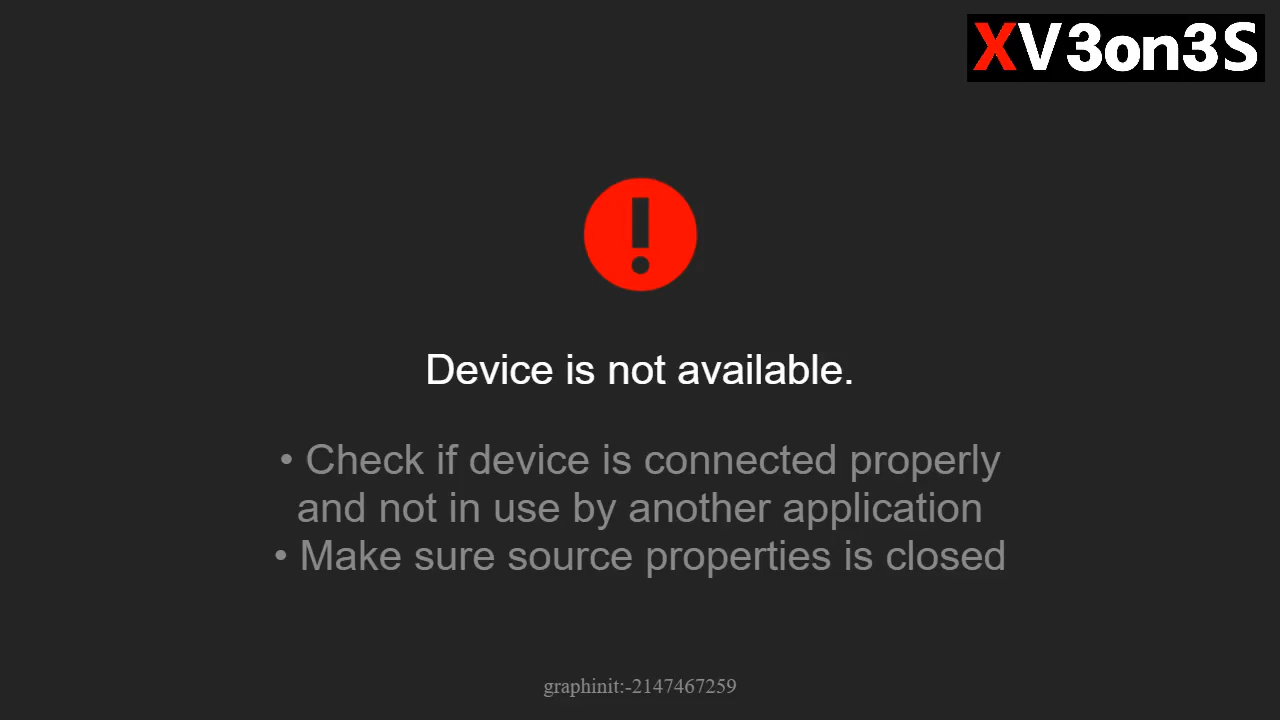 XV3on3S
Device is not available.
• Check if device is connected properly
and not in use by another application
• Make sure source properties is closed
graphinit:-2147467259